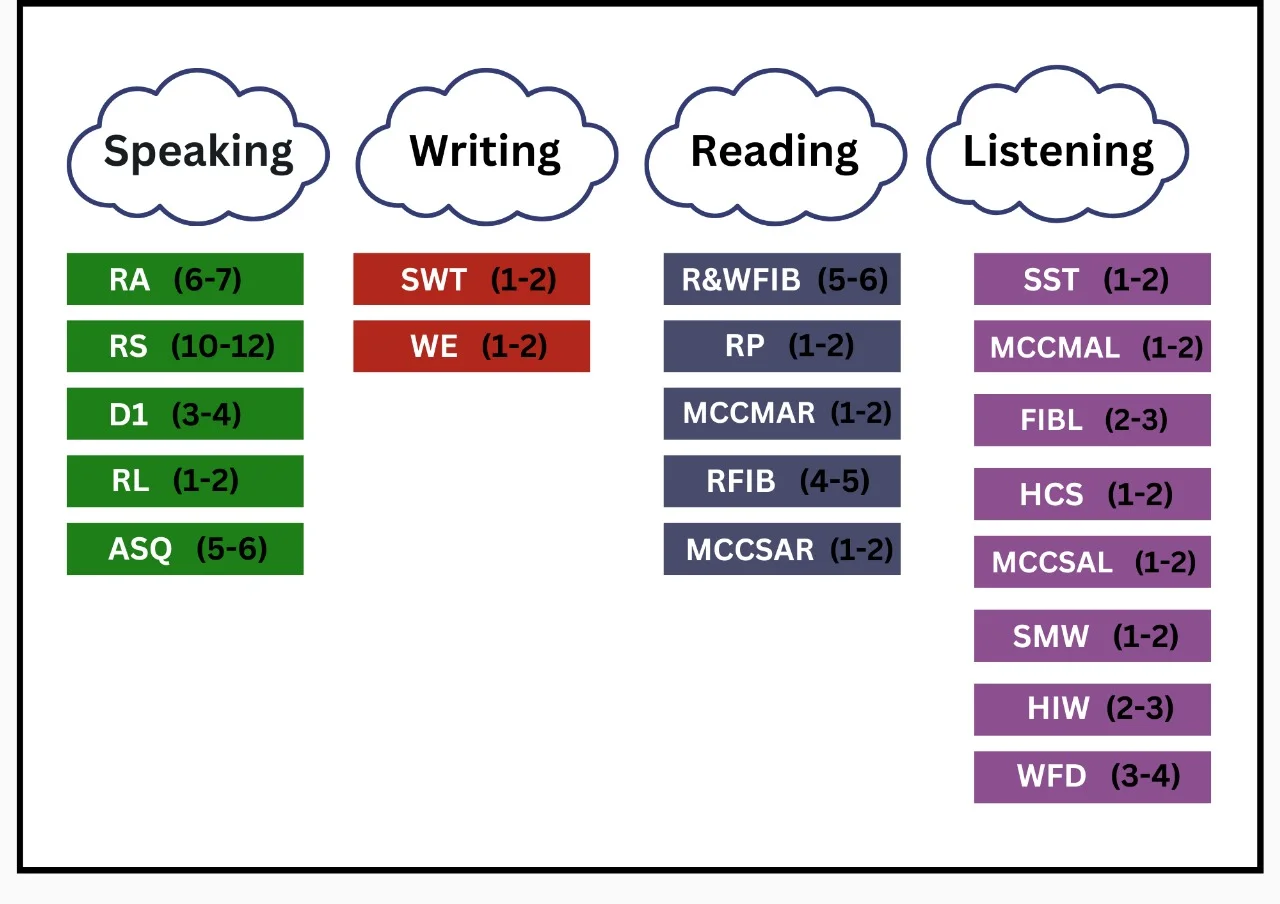 Speaking
RA (6-7)
RS (10-12)
D1 (3-4)
RL (1-2)
ASQ (5-6)
Writing
SWT (1-2)
WE (1-2)
Reading
R&WFIB (5-6)
RP (1-2)
MCCMAR (1-2)
RFIB (4-5)
MCCSAR (1-2)
Listening
SST (1-2)
MCCMAL (1-2)
FIBL (2-3)
HCS (1-2)
MCCSAL (1-2)
SMW (1-2)
HIW (2-3)
WFD (3-4)